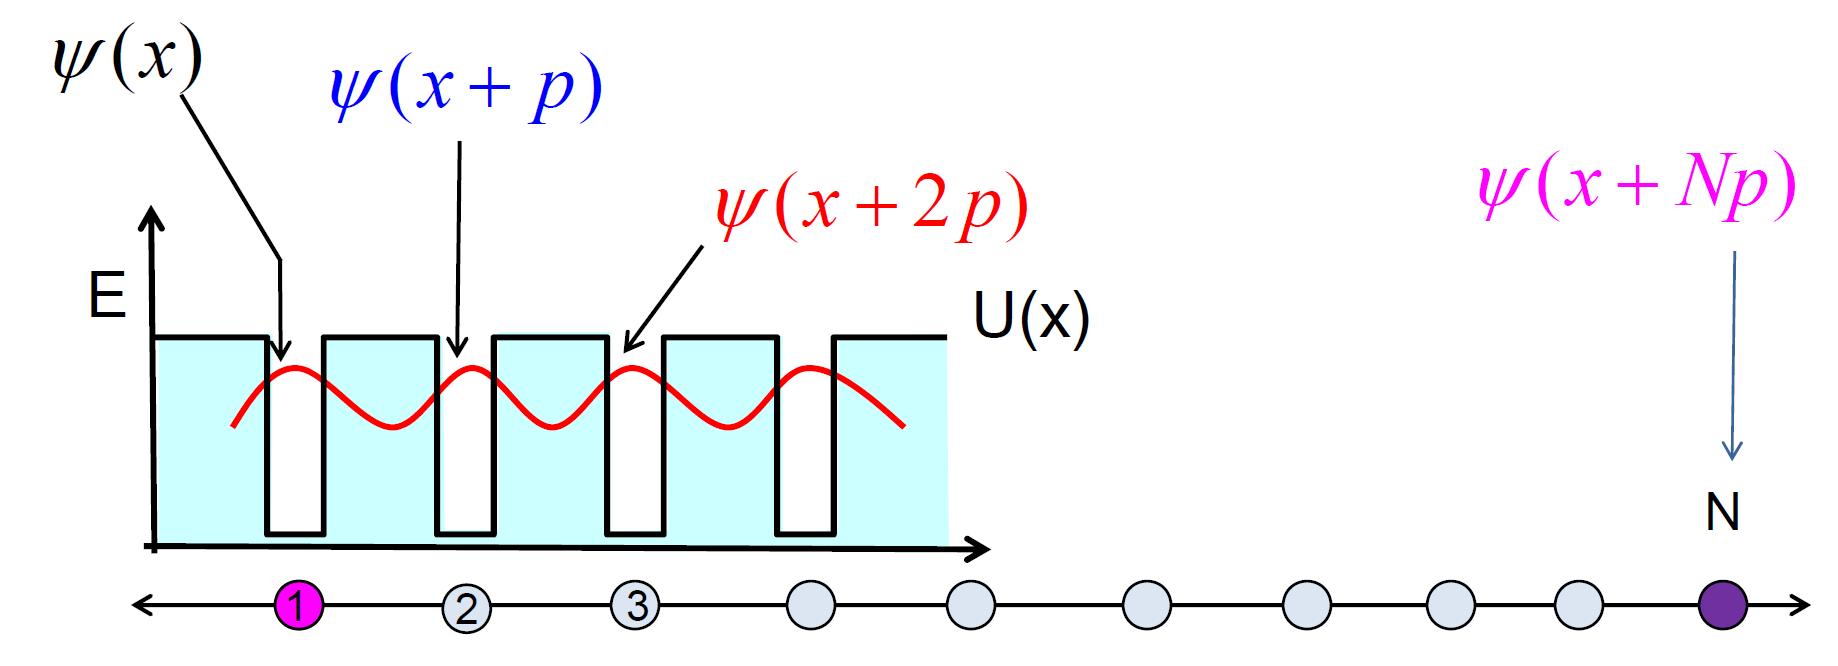 ψ(x)
ψ(x + p)
ψ(x + 2p)
ψ(x + Np)
E
U(x)
N
1
2
3